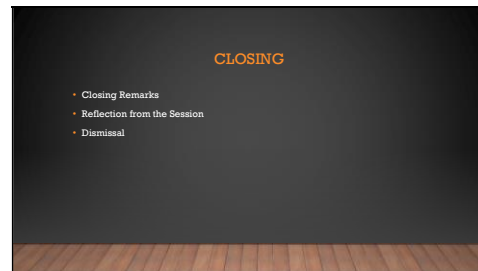 CLOSING
• Closing Remarks
• Reflection from the Session
• Dismissal